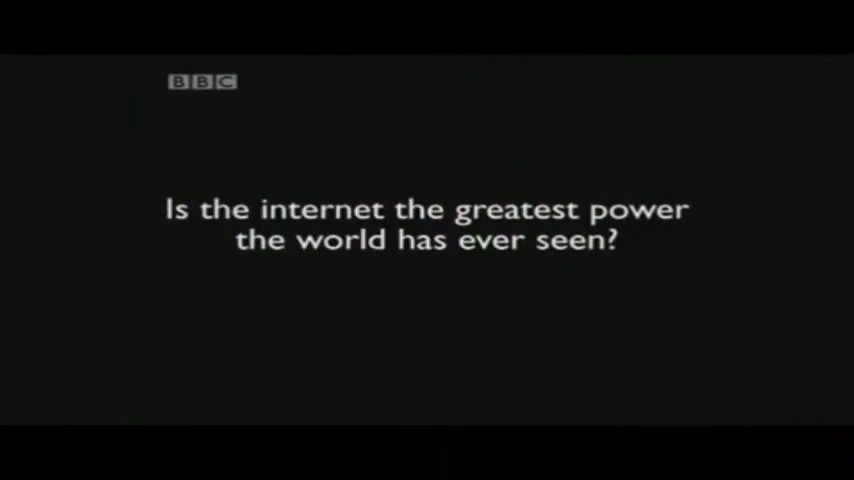 BBC
Is the internet the greatest power
the world has ever seen?